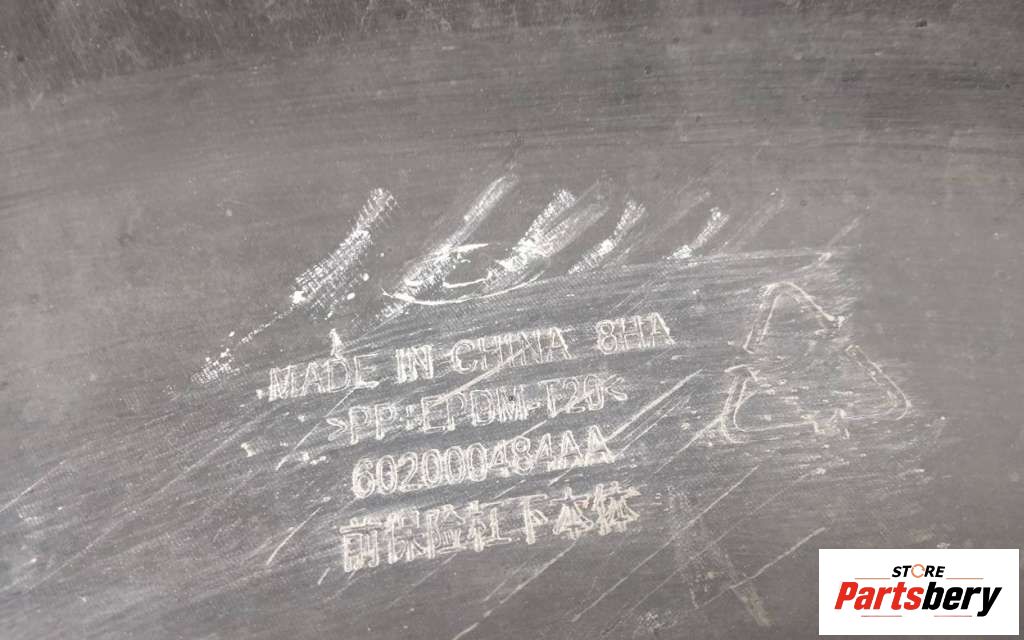 MADE IN CHINA 8HA
>PP+EPDM-T20<
602000484AA
前保险杠下本体
STORE
Partsbery